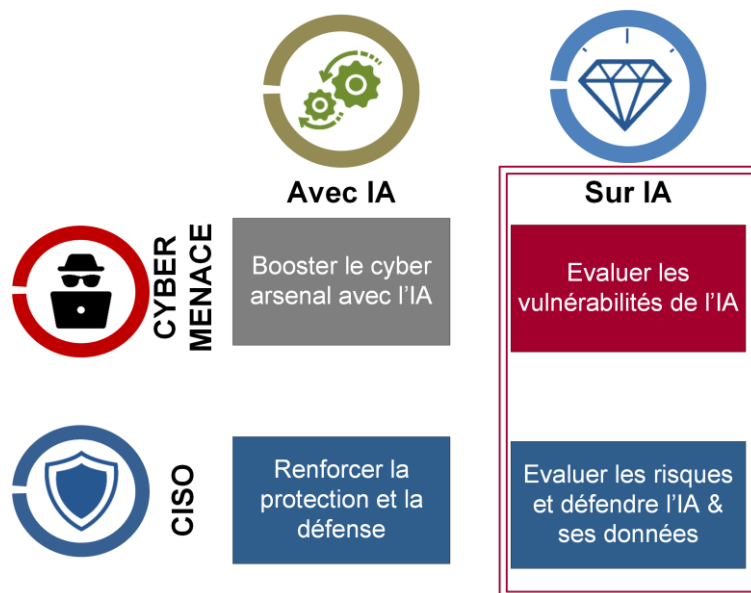 Avec IA
Sur IA
CYBER
MENACE
Booster le cyber
arsenal avec l’IA
Evaluer les
vulnérabilités de l’IA
CISO
Renforcer la
protection et la
défense
Evaluer les risques
et défendre l’IA &
ses données